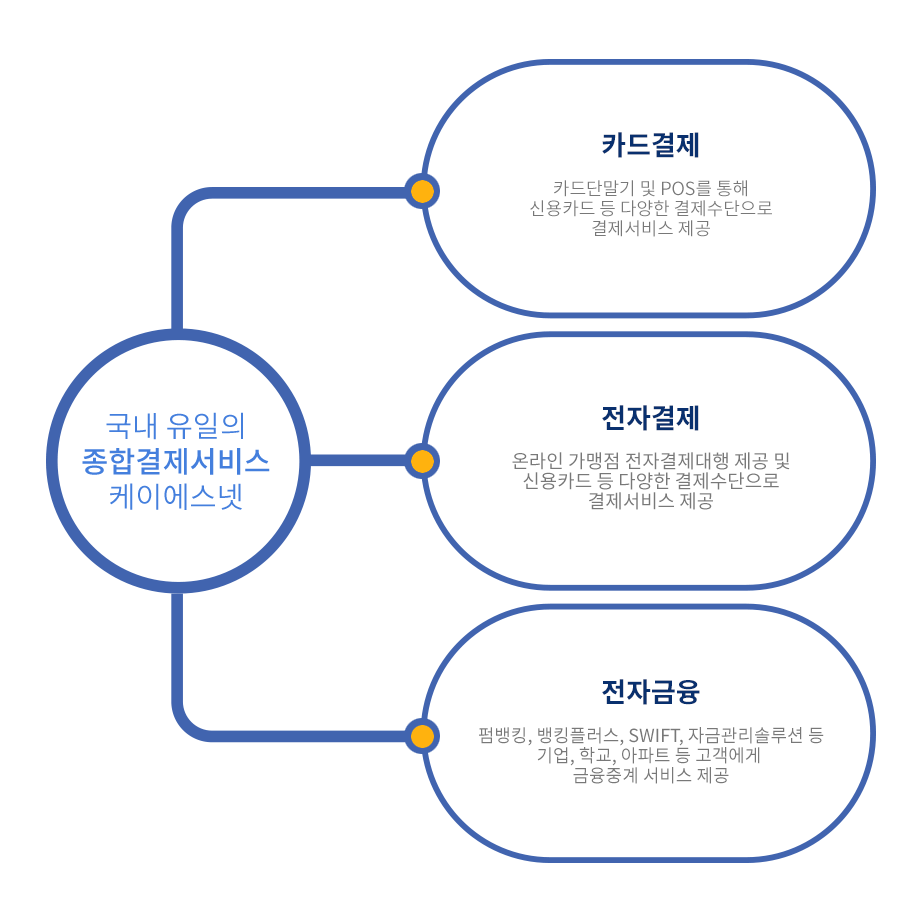 국내 유일의
종합결제서비스
케이에스넷
카드결제
카드단말기 및 POS를 통해
신용카드 등 다양한 결제수단으로
결제서비스 제공
전자결제
온라인 가맹점 전자결제대행 제공 및
신용카드 등 다양한 결제수단으로
결제서비스 제공
전자금융
펌뱅킹, 뱅킹플러스, SWIFT, 자금관리솔루션 등
기업, 학교, 아파트 등 고객에게
금융중계 서비스 제공